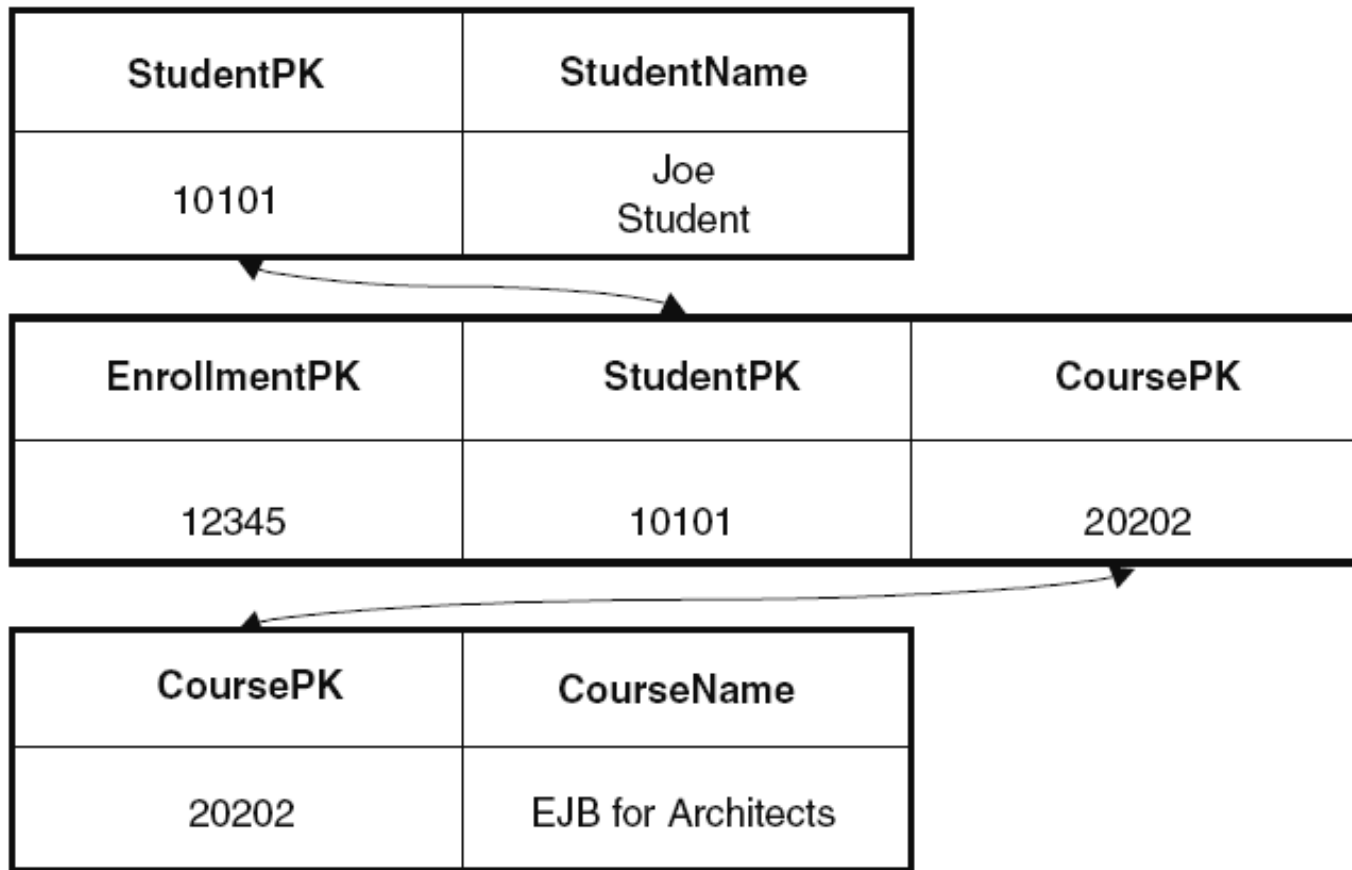 StudentPK StudentName
10101 Joe
Student
EnrollmentPK StudentPK CoursePK
12345 10101 20202
CoursePK CourseName
20202 EJB for Architects